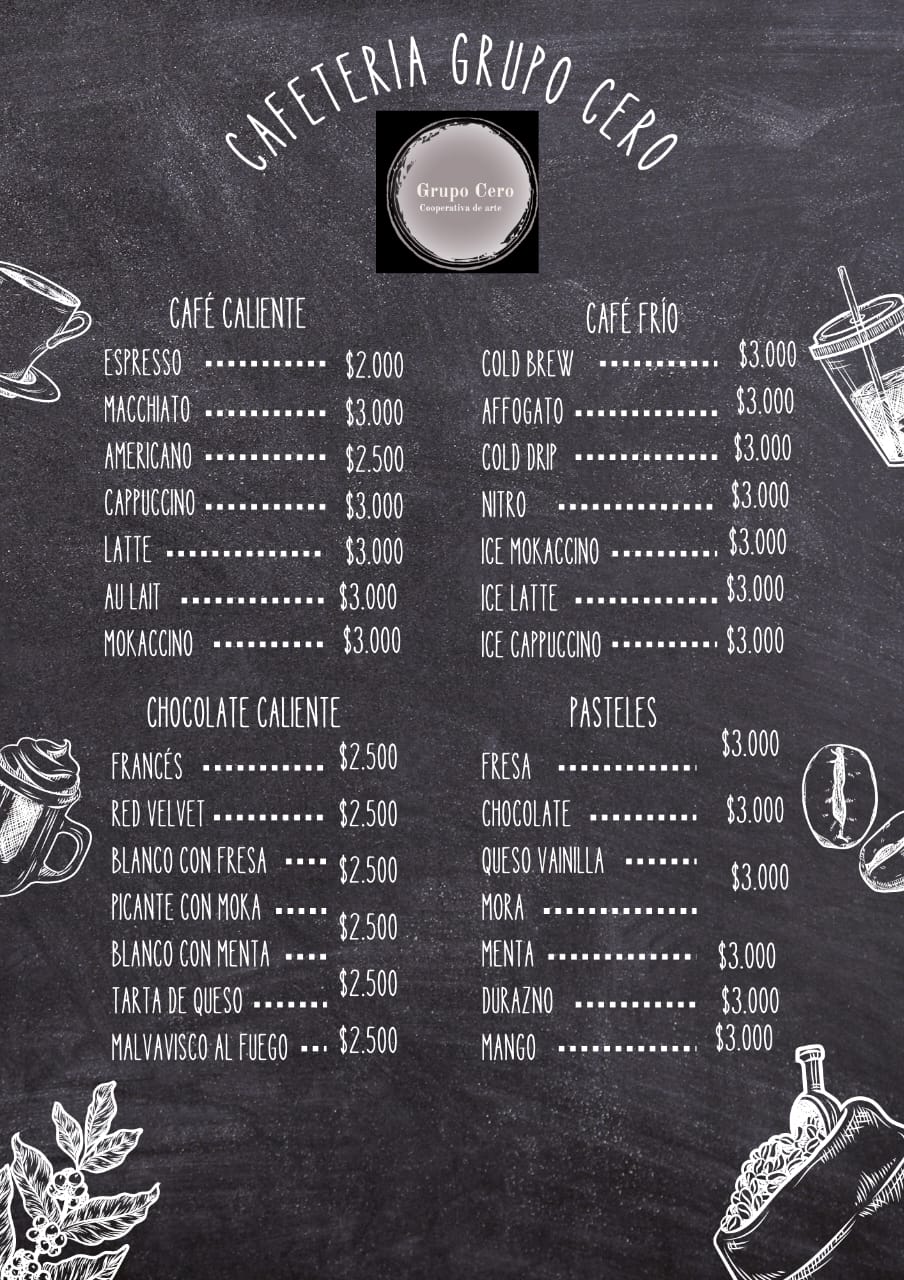 CAFETERIA GRUPO CERO
Grupo Cero
Cooperativa de arte
CAFÉ CALIENTE
ESPRESSO ............ $2.000
MACCHIATO ............ $3.000
AMERICANO ............ $2.500
CAPPUCCINO ............ $3.000
LATTE ................ $3.000
AU LAIT ............... $3.000
MOKACCINO ........... $3.000
CAFÉ FRÍO
COLD BREW ............ $3.000
AFFOGATO .............. $3.000
COLD DRIP .............. $3.000
NITRO ................ $3.000
ICE MOKACCINO ........... $3.000
ICE LATTE .............. $3.000
ICE CAPPUCCINO ........... $3.000
CHOCOLATE CALIENTE
FRANCÉS ............ $2.500
RED VELVET ........... $2.500
BLANCO CON FRESA .... $2.500
PICANTE CON MOKA .....
$2.500
BLANCO CON MENTA ....
TARTA DE QUESO ....... $2.500
MALVAVISCO AL FUEGO ... $2.500
PASTELES
FRESA .............. $3.000
CHOCOLATE ........... $3.000
QUESO VAINILLA ....... $3.000
MORA ...............
MENTA ............... $3.000
DURAZNO ............ $3.000
MANGO .............. $3.000